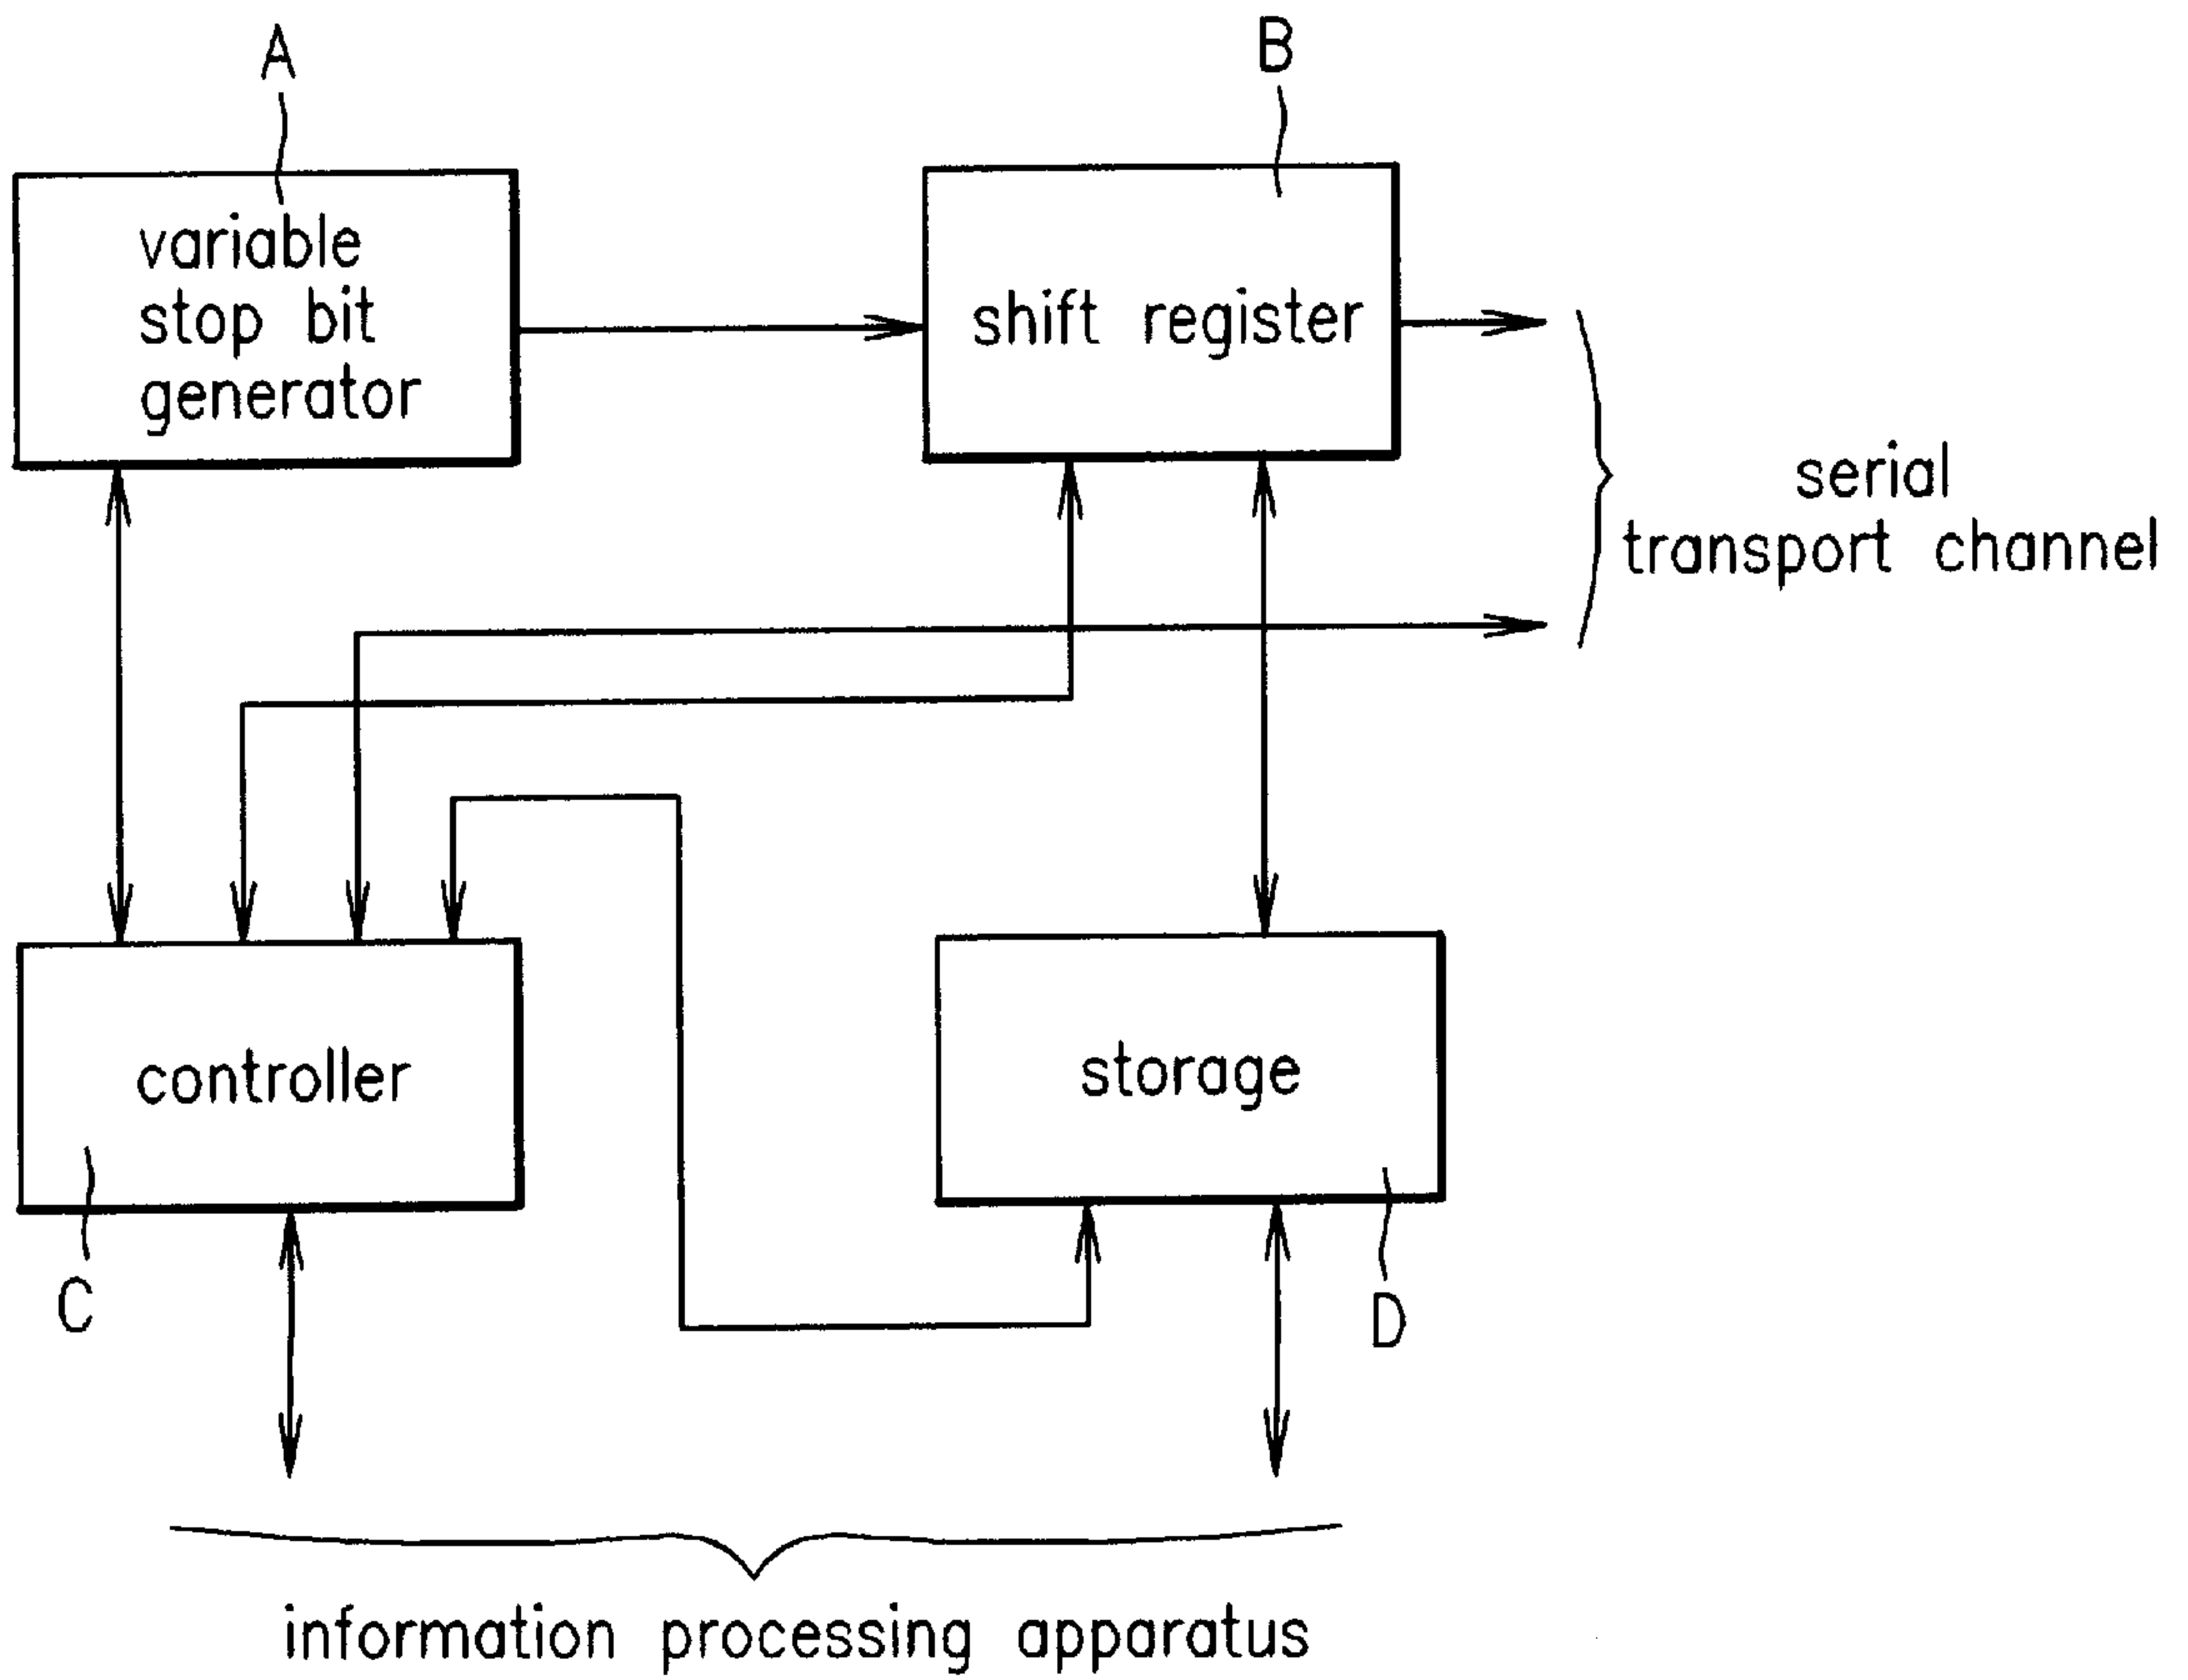 A
B
variable
stop bit
generator
shift register
serial
transport channel
controller
storage
C
D
information processing apparatus